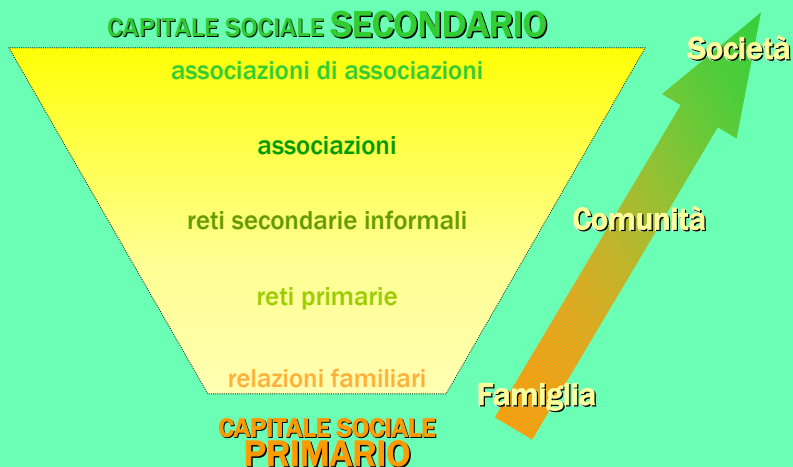 CAPITALE SOCIALE SECONDARIO
Società
associazioni di associazioni
associazioni
reti secondarie informali
Comunità
reti primarie
relazioni familiari
Famiglia
CAPITALE SOCIALE
PRIMARIO